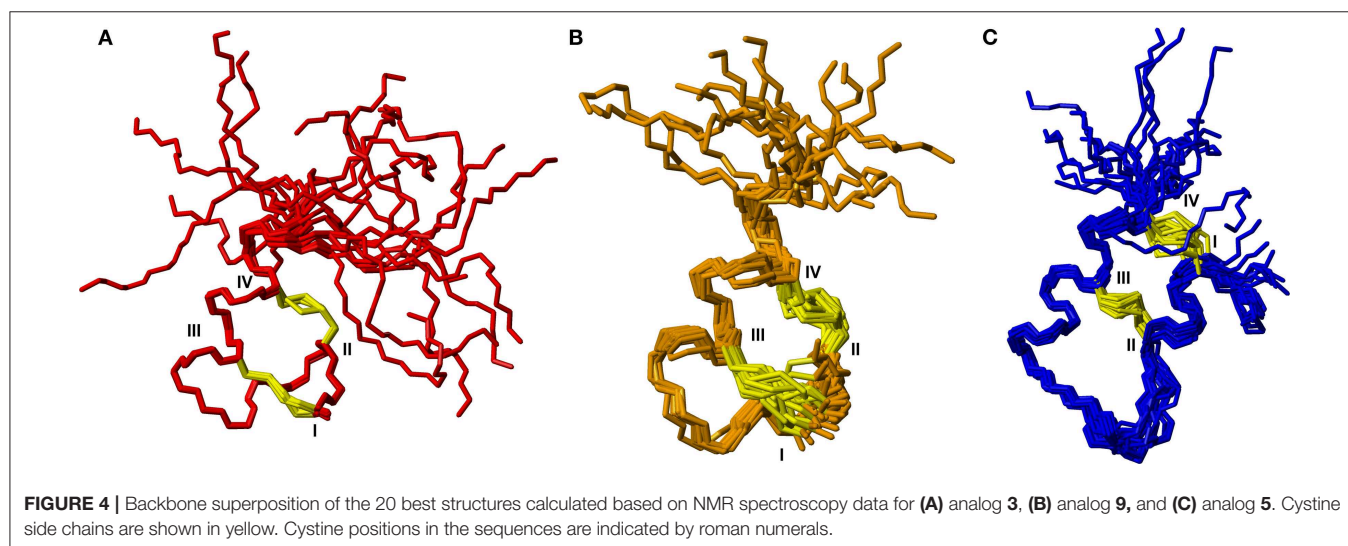 A
B
C
IV
I
IV
III
IV
III
III
II
II
II
I
I
FIGURE 4 | Backbone superposition of the 20 best structures calculated based on NMR spectroscopy data for (A) analog 3, (B) analog 9, and (C) analog 5. Cystine
side chains are shown in yellow. Cystine positions in the sequences are indicated by roman numerals.